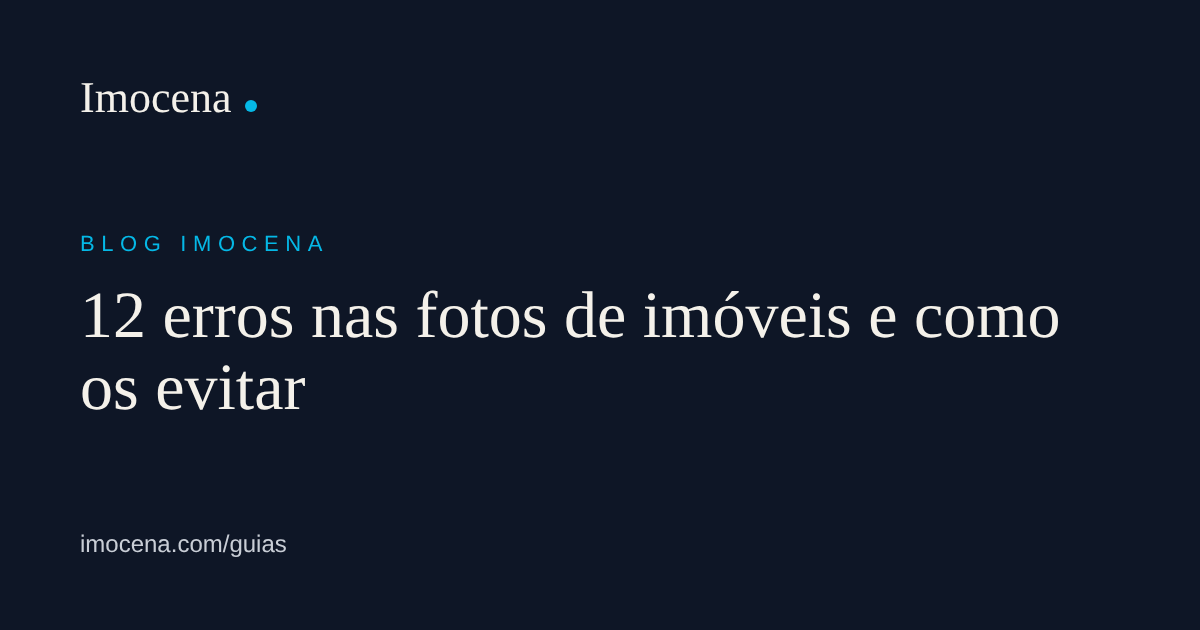 Imocena
BLOG IMOCENA
12 erros nas fotos de imóveis e como
os evitar
imocena.com/guias